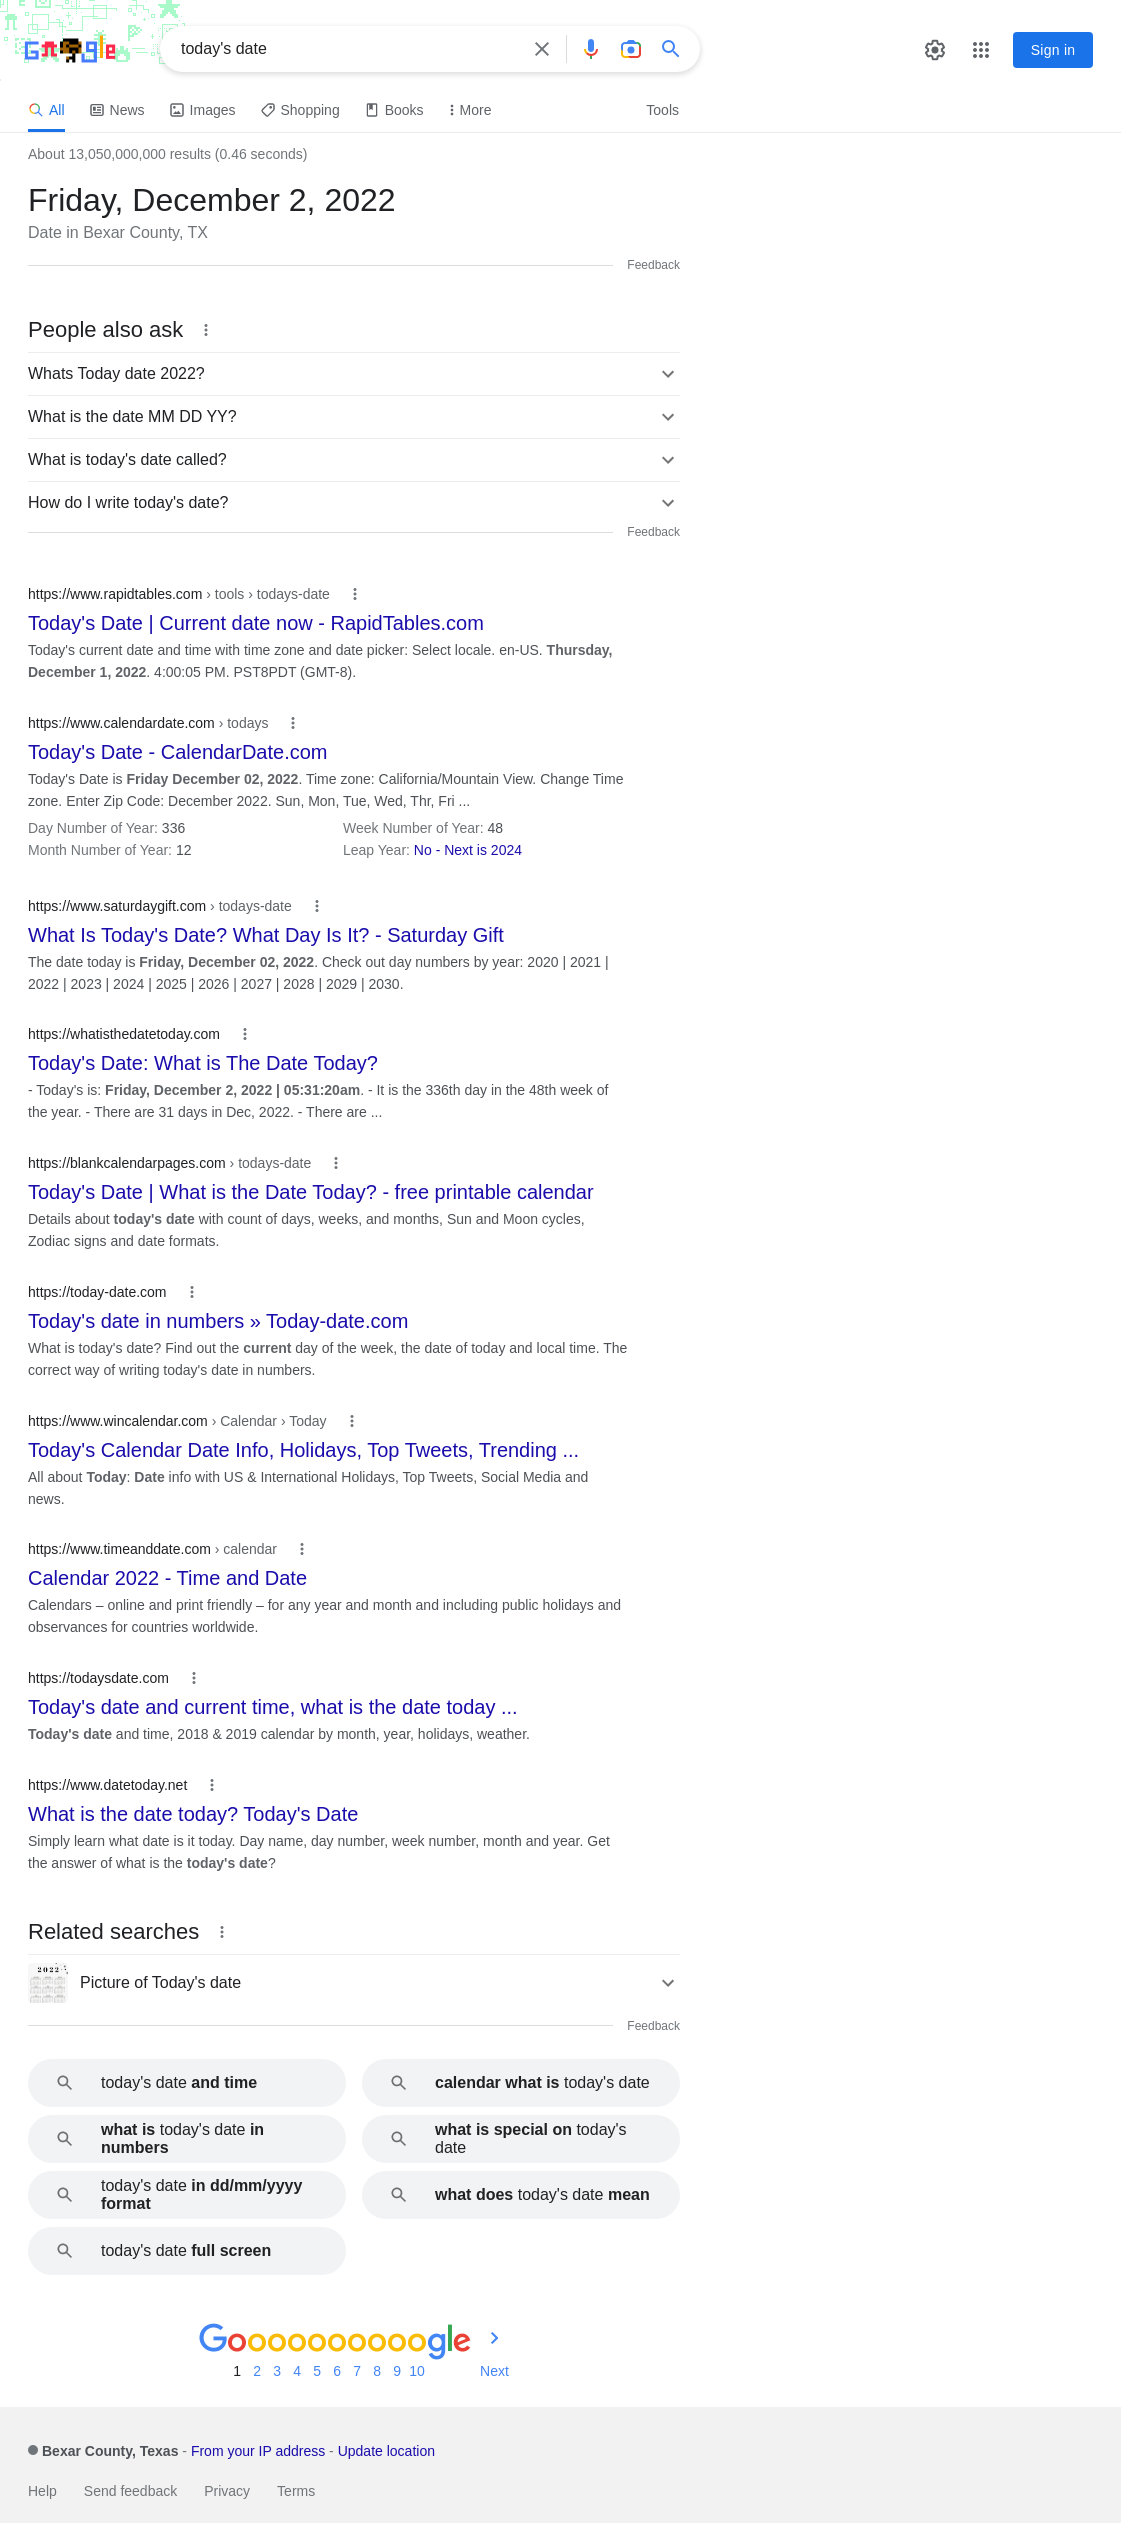 Google
today's date
Sign in
All News Images Shopping Books More Tools
About 13,050,000,000 results (0.46 seconds)
Friday, December 2, 2022
Date in Bexar County, TX
Feedback
People also ask
Whats Today date 2022?
What is the date MM DD YY?
What is today's date called?
How do I write today's date?
Feedback
https://www.rapidtables.com › tools › todays-date
Today's Date | Current date now - RapidTables.com
Today's current date and time with time zone and date picker: Select locale. en-US. Thursday,
December 1, 2022. 4:00:05 PM. PST8PDT (GMT-8).
https://www.calendardate.com › todays
Today's Date - CalendarDate.com
Today's Date is Friday December 02, 2022. Time zone: California/Mountain View. Change Time
zone. Enter Zip Code: December 2022. Sun, Mon, Tue, Wed, Thr, Fri ...
Day Number of Year: 336 Week Number of Year: 48
Month Number of Year: 12 Leap Year: No - Next is 2024
https://www.saturdaygift.com › todays-date
What Is Today's Date? What Day Is It? - Saturday Gift
The date today is Friday, December 02, 2022. Check out day numbers by year: 2020 | 2021 |
2022 | 2023 | 2024 | 2025 | 2026 | 2027 | 2028 | 2029 | 2030.
https://whatisthedatetoday.com
Today's Date: What is The Date Today?
- Today's is: Friday, December 2, 2022 | 05:31:20am. - It is the 336th day in the 48th week of
the year. - There are 31 days in Dec, 2022. - There are ...
https://blankcalendarpages.com › todays-date
Today's Date | What is the Date Today? - free printable calendar
Details about today's date with count of days, weeks, and months, Sun and Moon cycles,
Zodiac signs and date formats.
https://today-date.com
Today's date in numbers » Today-date.com
What is today's date? Find out the current day of the week, the date of today and local time. The
correct way of writing today's date in numbers.
https://www.wincalendar.com › Calendar › Today
Today's Calendar Date Info, Holidays, Top Tweets, Trending ...
All about Today: Date info with US & International Holidays, Top Tweets, Social Media and
news.
https://www.timeanddate.com › calendar
Calendar 2022 - Time and Date
Calendars – online and print friendly – for any year and month and including public holidays and
observances for countries worldwide.
https://todaysdate.com
Today's date and current time, what is the date today ...
Today's date and time, 2018 & 2019 calendar by month, year, holidays, weather.
https://www.datetoday.net
What is the date today? Today's Date
Simply learn what date is it today. Day name, day number, week number, month and year. Get
the answer of what is the today's date?
Related searches
2022
Picture of Today's date
Feedback
today's date and time
calendar what is today's date
what is today's date in
numbers
what is special on today's
date
today's date in dd/mm/yyyy
format
what does today's date mean
today's date full screen
Goooooooooogle
1 2 3 4 5 6 7 8 9 10 Next
Bexar County, Texas - From your IP address - Update location
Help Send feedback Privacy Terms